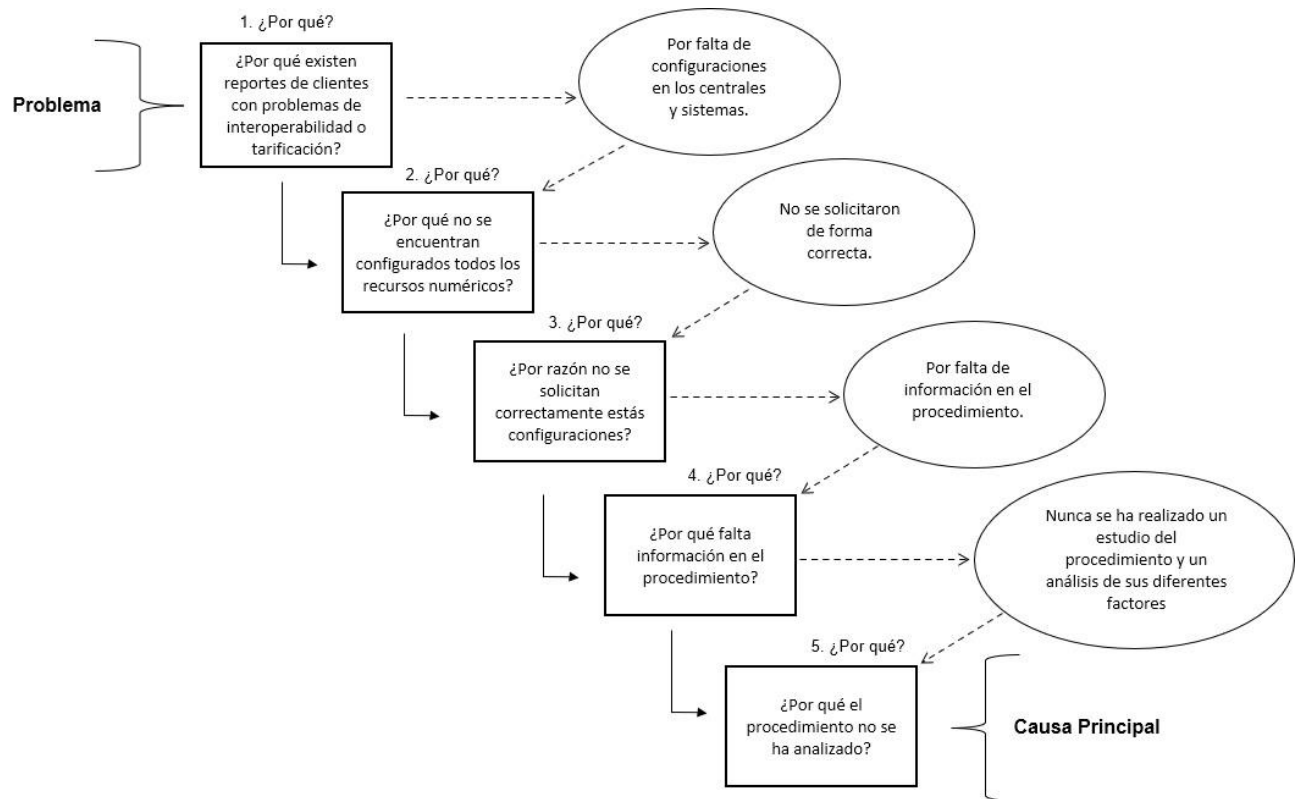 1. ¿Por qué?
Problema
¿Por qué existen
reportes de clientes
con problemas de
interoperabilidad o
tarificación?
Por falta de
configuraciones
en los centrales
y sistemas.
2. ¿Por qué?
¿Por qué no se
encuentran
configurados todos los
recursos numéricos?
No se solicitaron
de forma
correcta.
3. ¿Por qué?
¿Por razón no se
solicitan
correctamente estás
configuraciones?
Por falta de
información en el
procedimiento.
4. ¿Por qué?
¿Por qué falta
información en el
procedimiento?
Nunca se ha realizado un
estudio del
procedimiento y un
análisis de sus diferentes
factores
5. ¿Por qué?
¿Por qué el
procedimiento no se
ha analizado?
Causa Principal